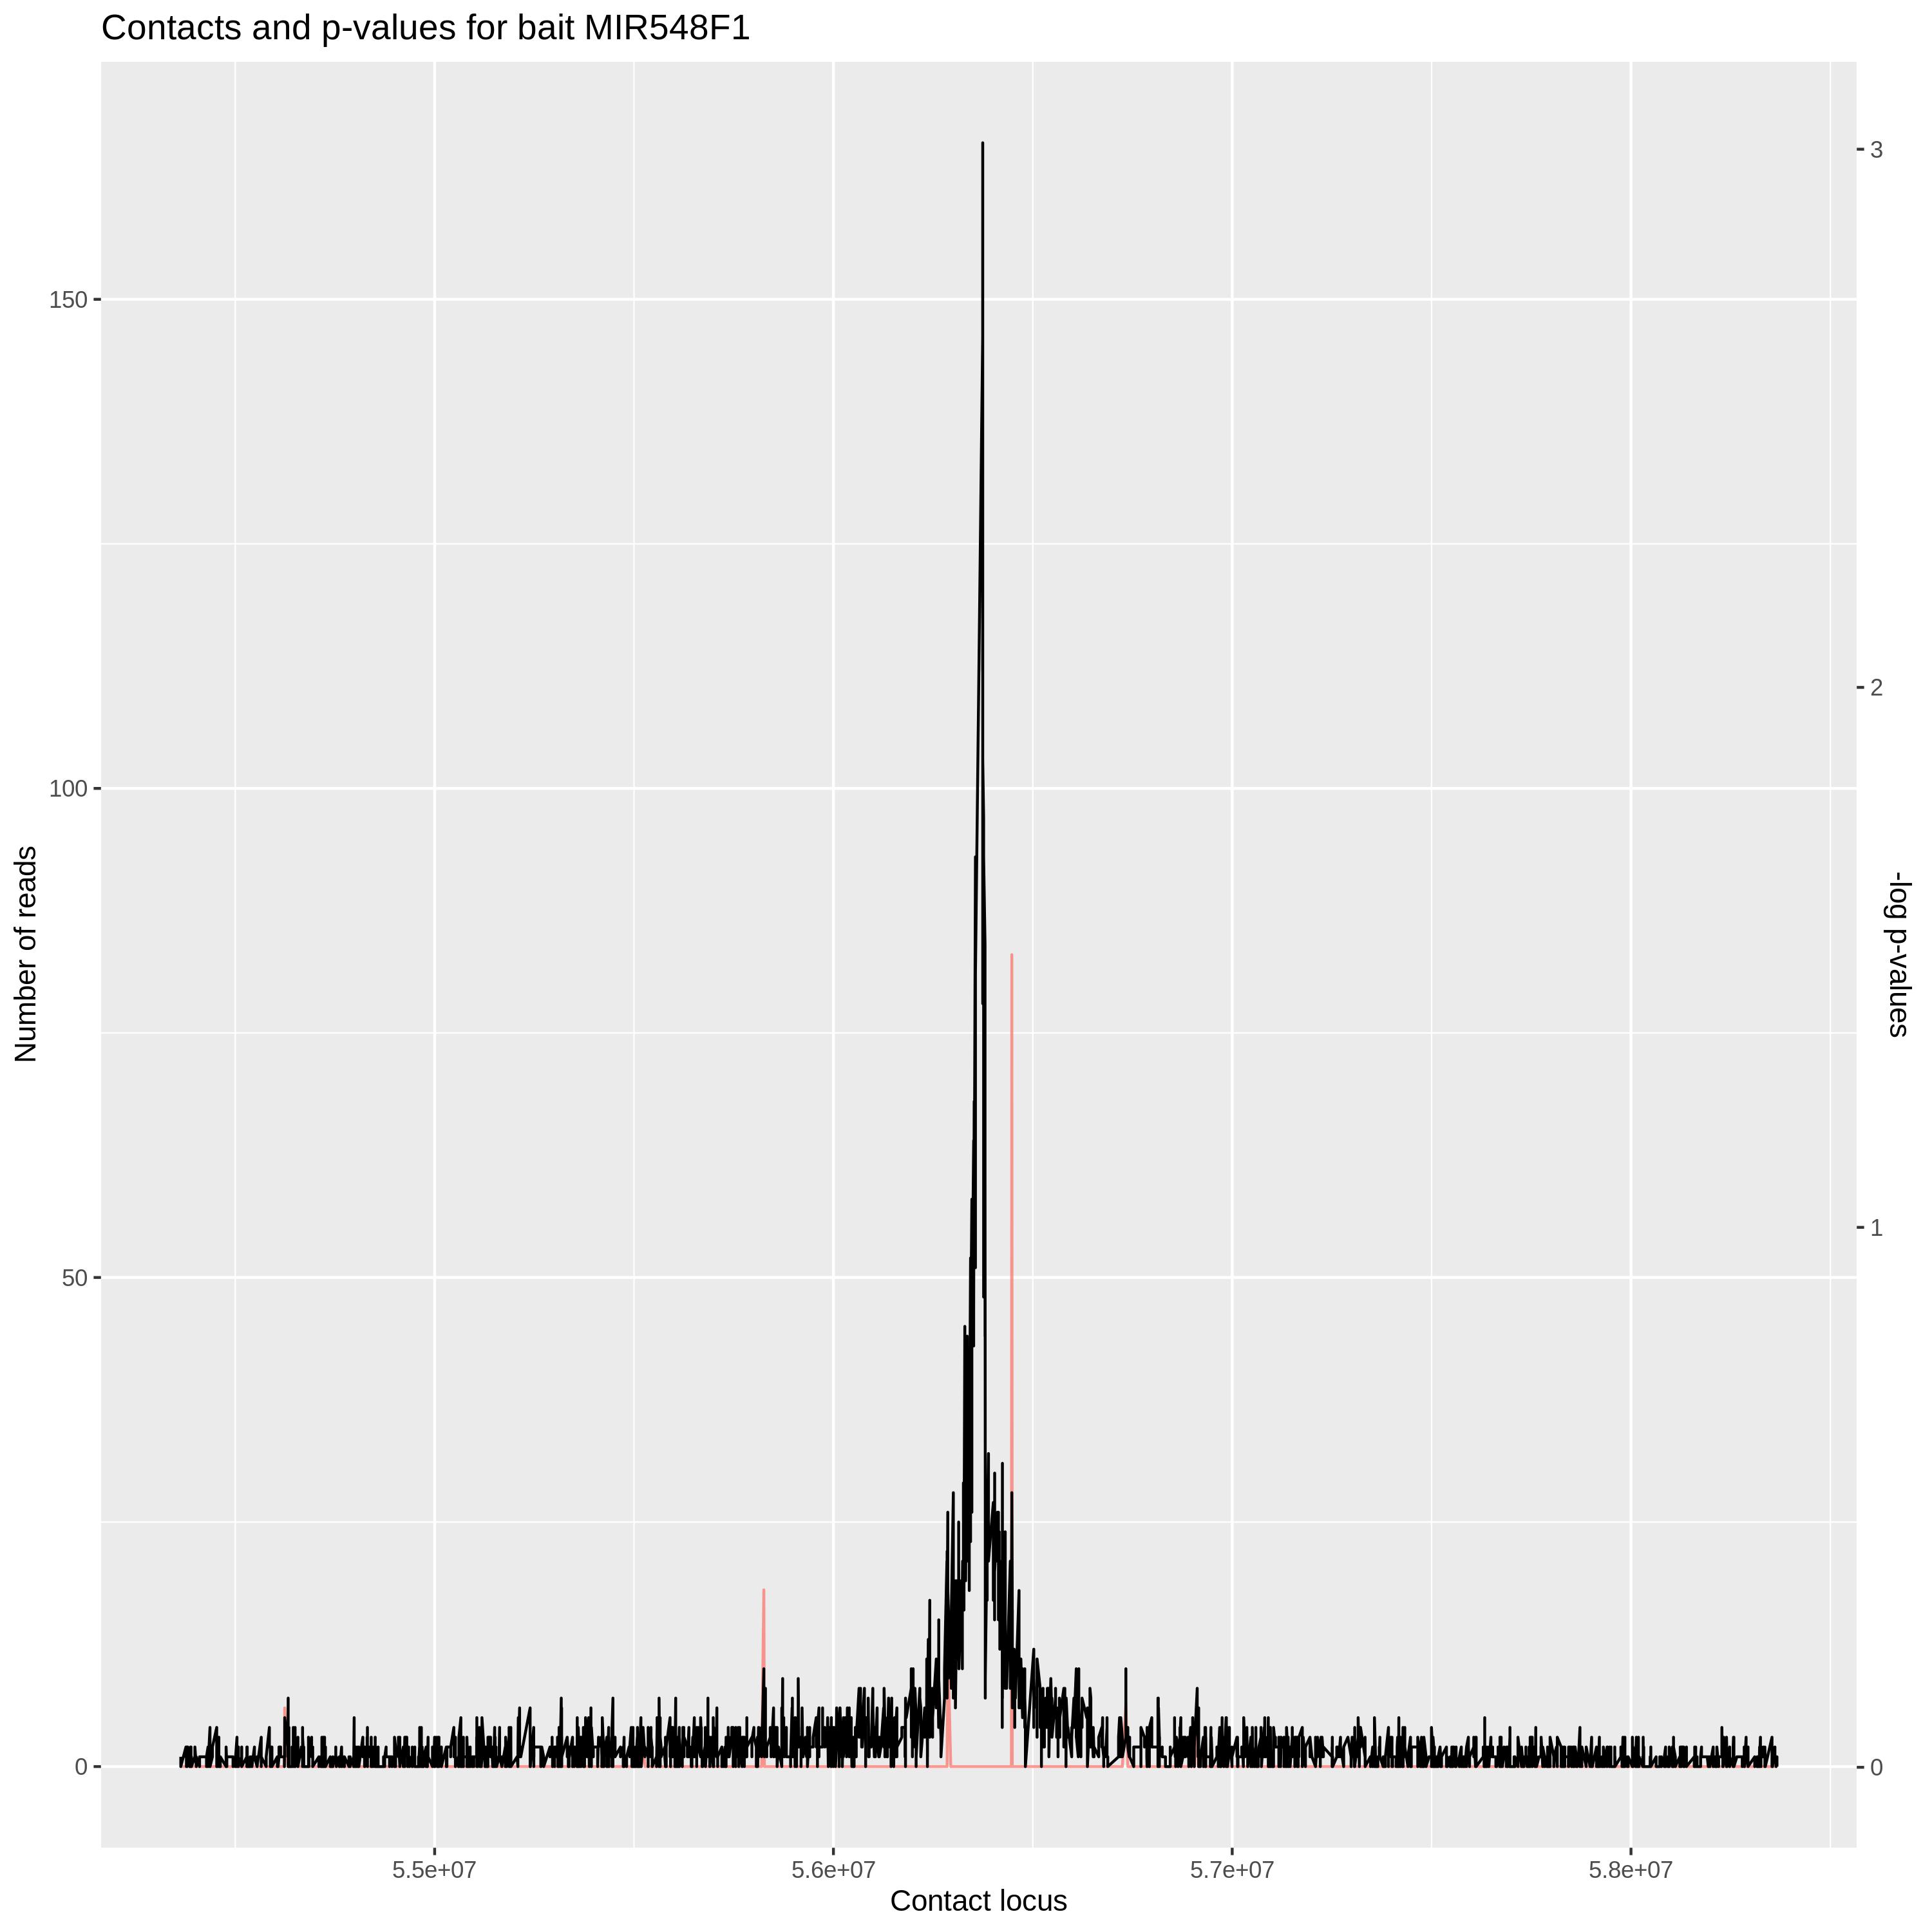 Contacts and p-values for bait MIR548F1
150
100
50
0
Number of reads
3
2
1
0
-log p-values
5.5e+07
5.6e+07
5.7e+07
5.8e+07
Contact locus